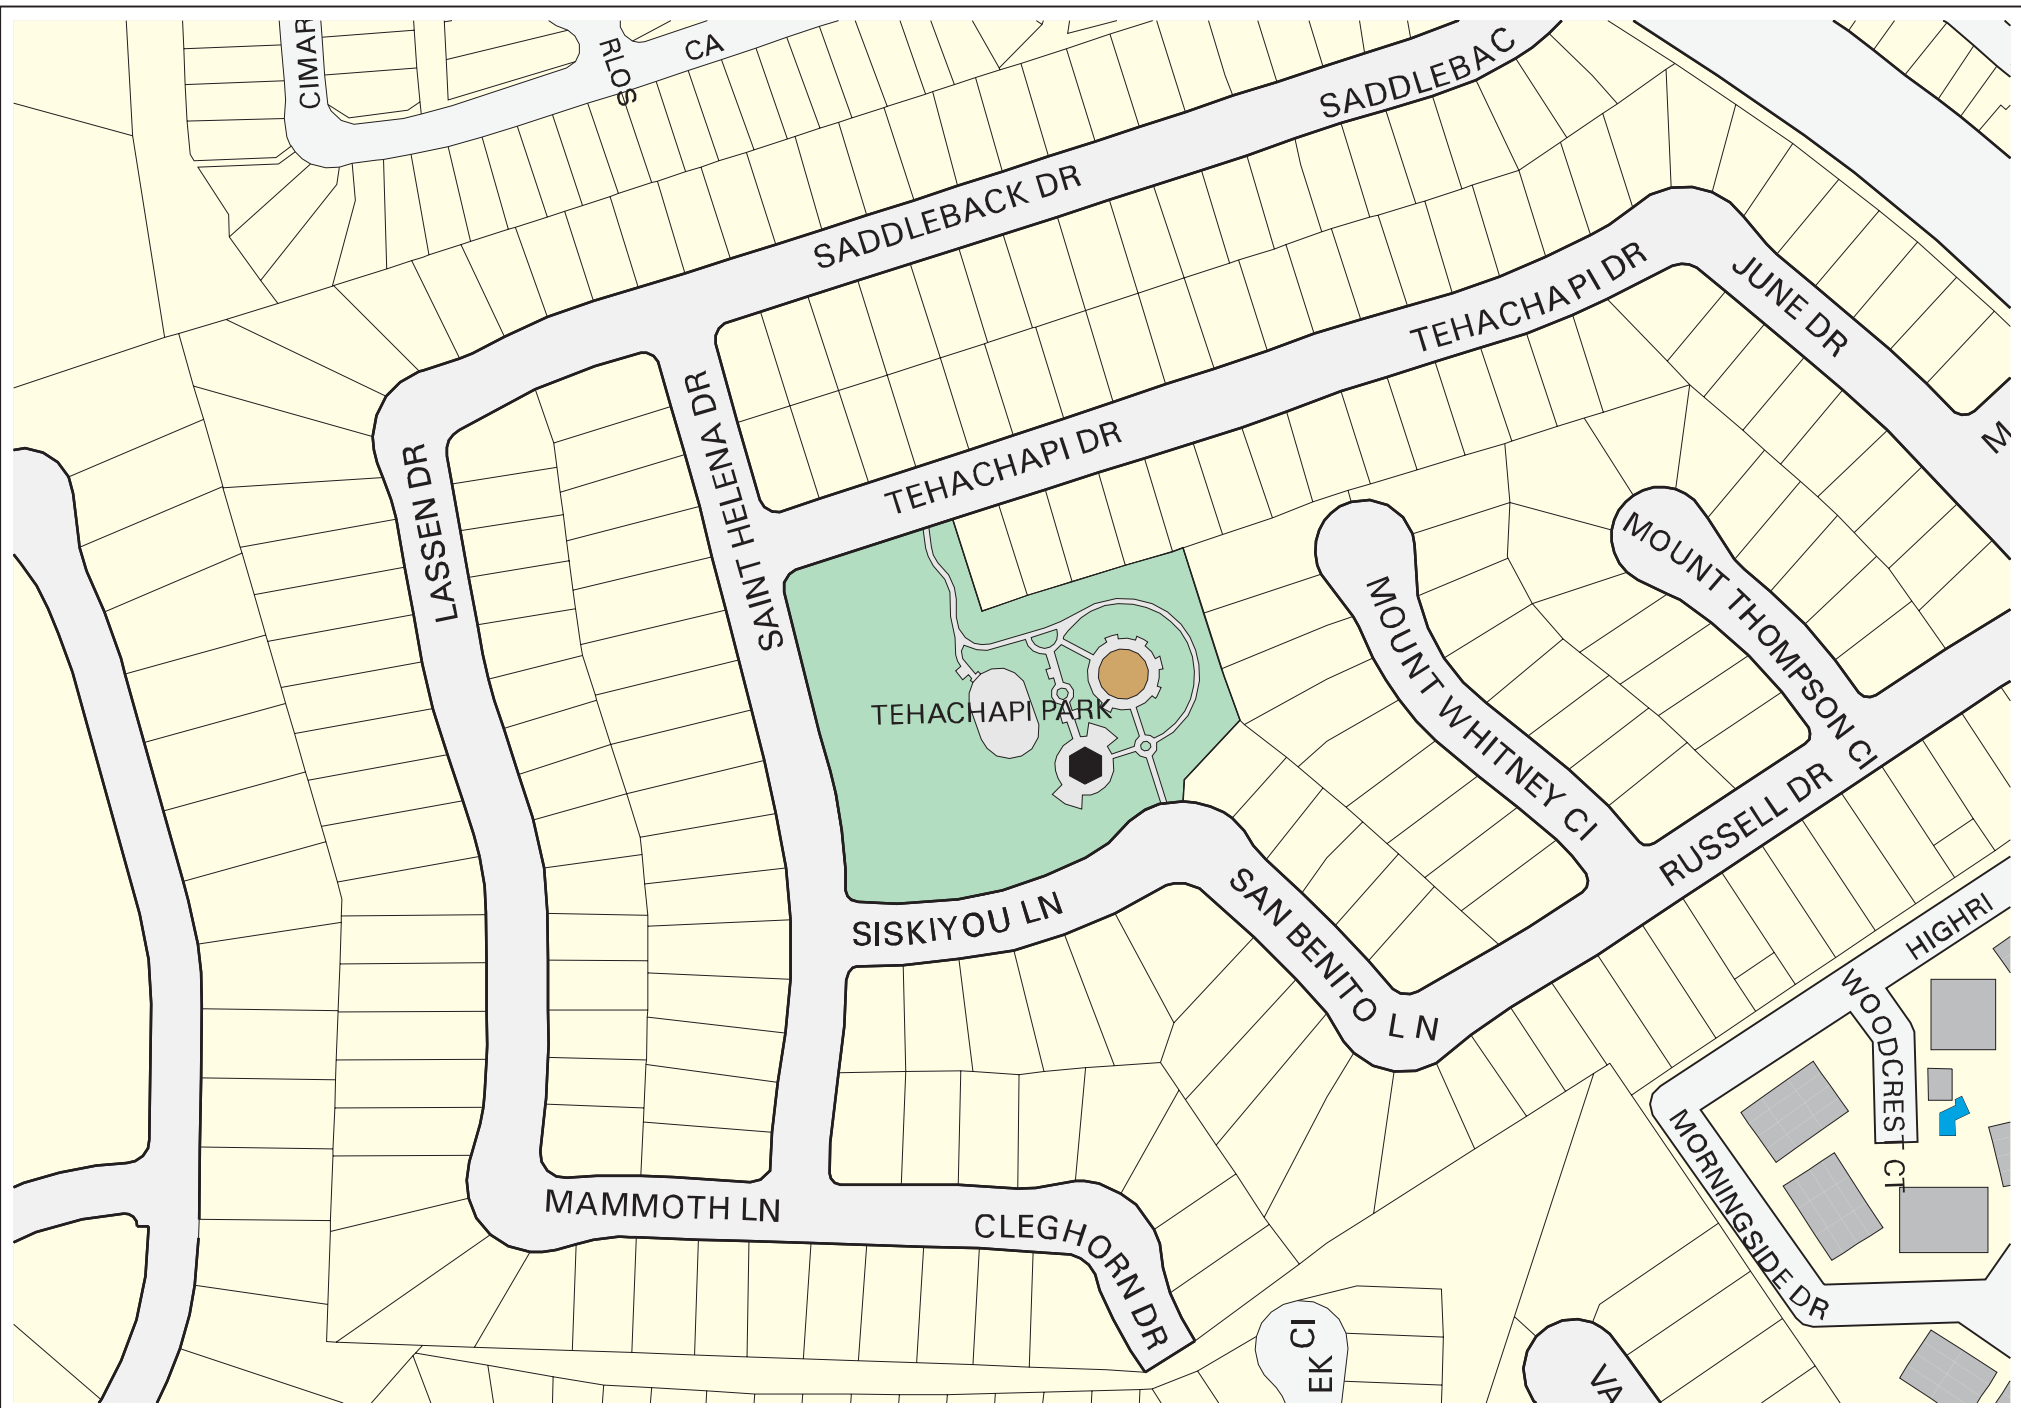 CIMAR
RLOS
CA
SADDLEBAC
SADDLEBACK DR
TEHACHAPI DR
JUNE DR
M
SAINT HELENA DR
TEHACHAPI DR
LASSEN DR
MOUNT THOMPSON CI
MOUNT WHITNEY CI
TEHACHAPI PARK
RUSSELL DR
SISKIYOU LN
SAN BENITO LN
HIGHRI
WOODCREST CT
MORNINGSIDE DR
MAMMOTH LN
CLEGHORN DR
EK CI
VA